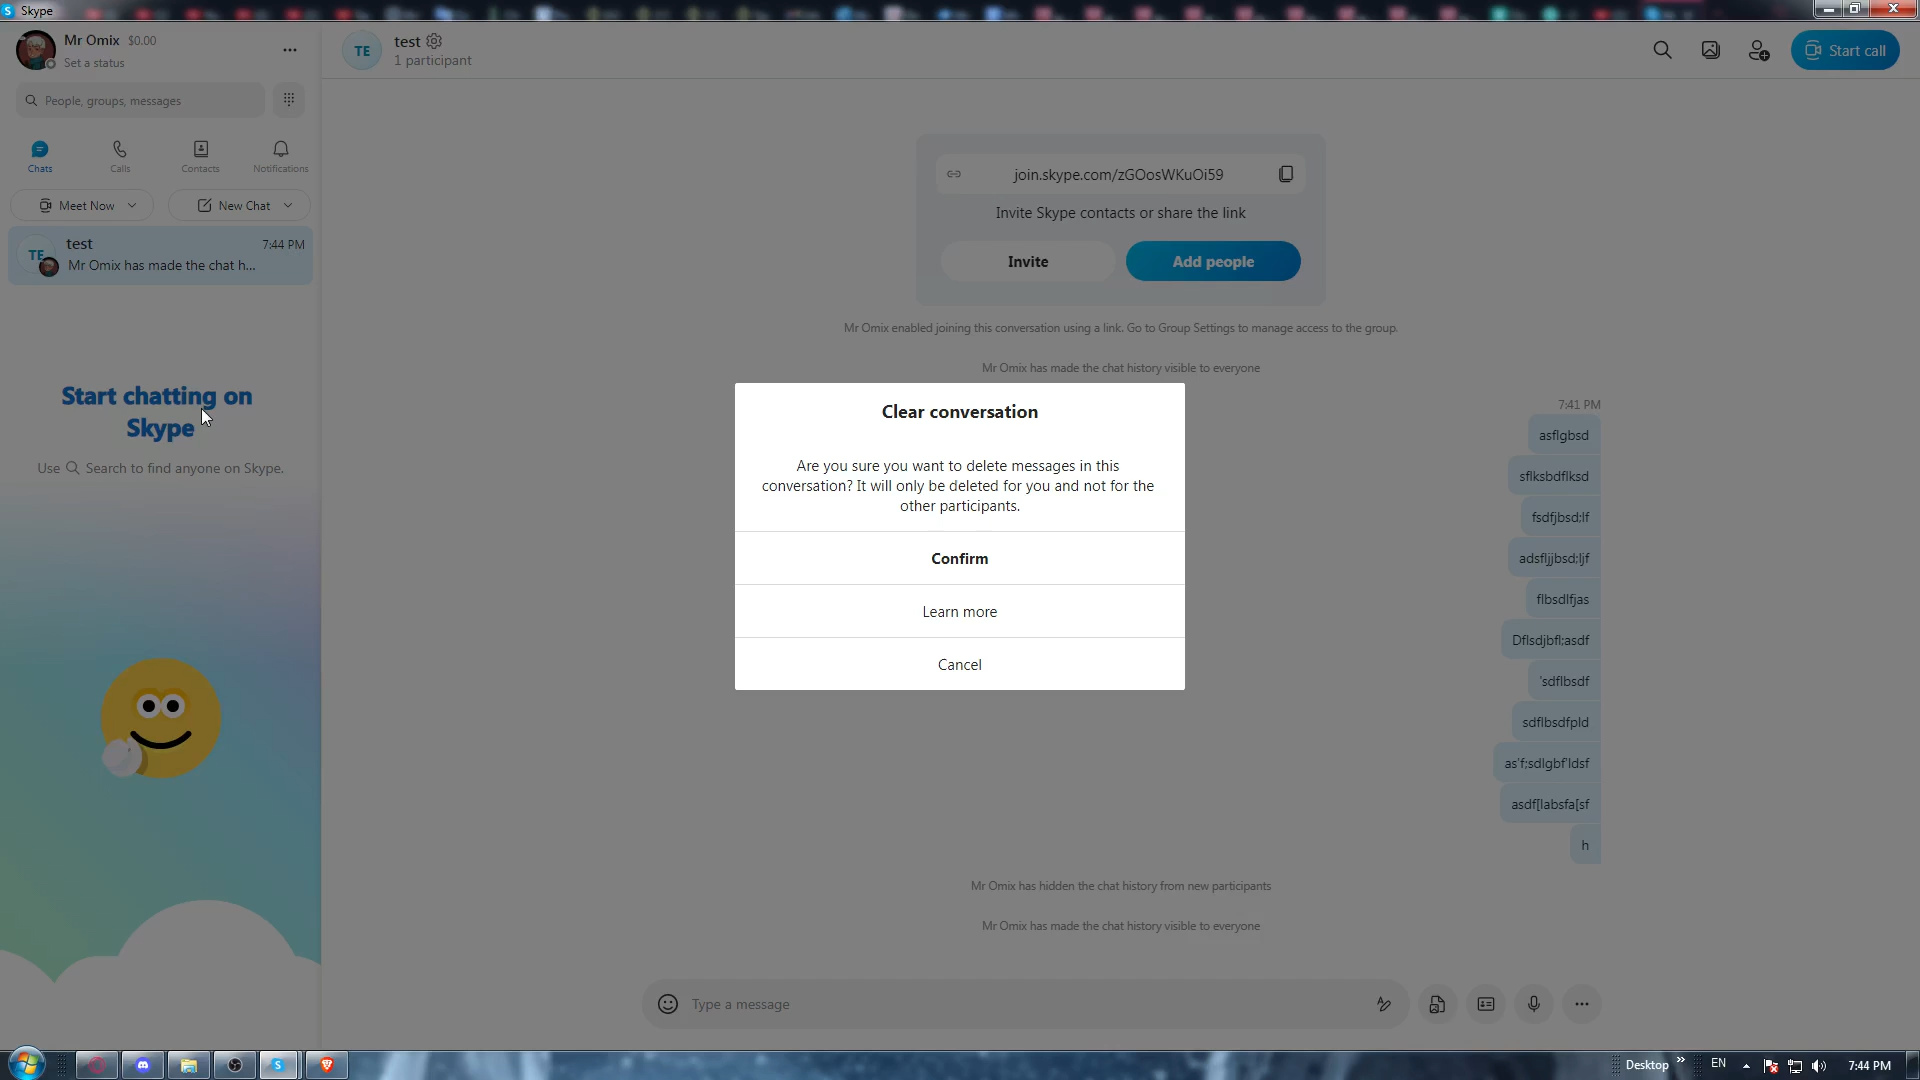 Skype
Mr Omix $0.00
Set a status
People, groups, messages
Chats
Calls
Contacts
Notifications
Meet Now
New Chat
TE
test
7:44 PM
Mr Omix has made the chat h...
Start chatting on
Skype
Use Search to find anyone on Skype.
TE
test
1 participant
Start call
join.skype.com/zGOosWKuOi59
Invite Skype contacts or share the link
Invite
Add people
Mr Omix enabled joining this conversation using a link. Go to Group Settings to manage access to the group.
Mr Omix has made the chat history visible to everyone
7:41 PM
asflgbsd
sflksbdflksd
fsdfjbsd;lf
adsfljjbsd;ljf
flbsdlfjas
Dflsdjbfl;asdf
'sdflbsdf
sdflbsdfpld
as'f;sdlgbf'ldsf
asdf[labsfa[sf
h
Mr Omix has hidden the chat history from new participants
Mr Omix has made the chat history visible to everyone
Clear conversation
Are you sure you want to delete messages in this
conversation? It will only be deleted for you and not for the
other participants.
Confirm
Learn more
Cancel
Type a message
Desktop
EN
7:44 PM